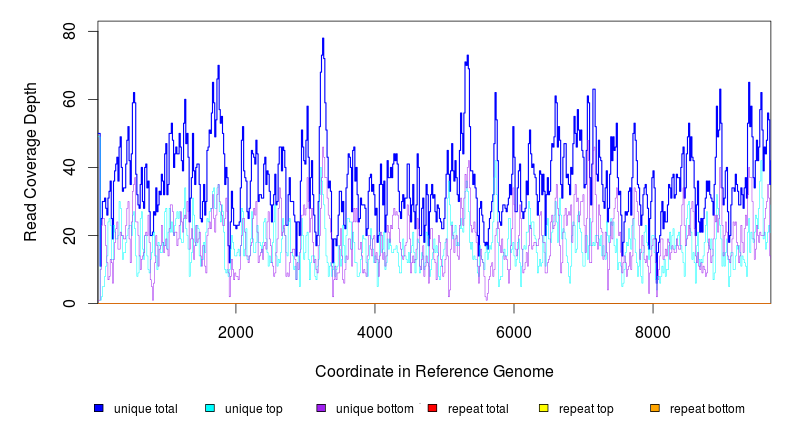 80
60
40
20
0
Read Coverage Depth
2000 4000 6000 8000
Coordinate in Reference Genome
unique total unique top unique bottom repeat total repeat top repeat bottom